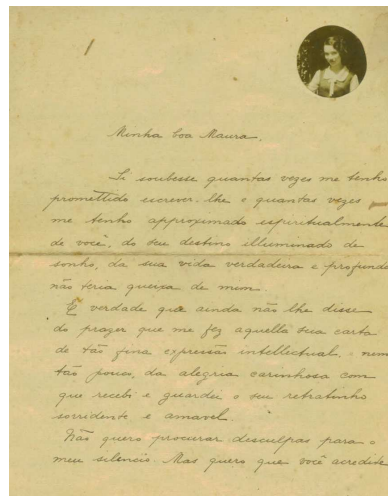 Minha boa Maura.
Si soubesse quantas vezes me tenho
promettido escrever-lhe e quantas vezes
me tenho approximado espiritualmente
de você, do seu destino illuminado de
sonho, da sua vida verdadeira e profunda
não teria queixa de mim.
É verdade que ainda não lhe disse
do prazer que me fez aquella sua carta
de tão fina expressão intellectual, nem
tão pouco, da alegria carinhosa com
que recebi e guardei o seu retratinho
sorridente e amavel.
Não quero procurar desculpas para o
meu silencio. Mas quero que você acredite